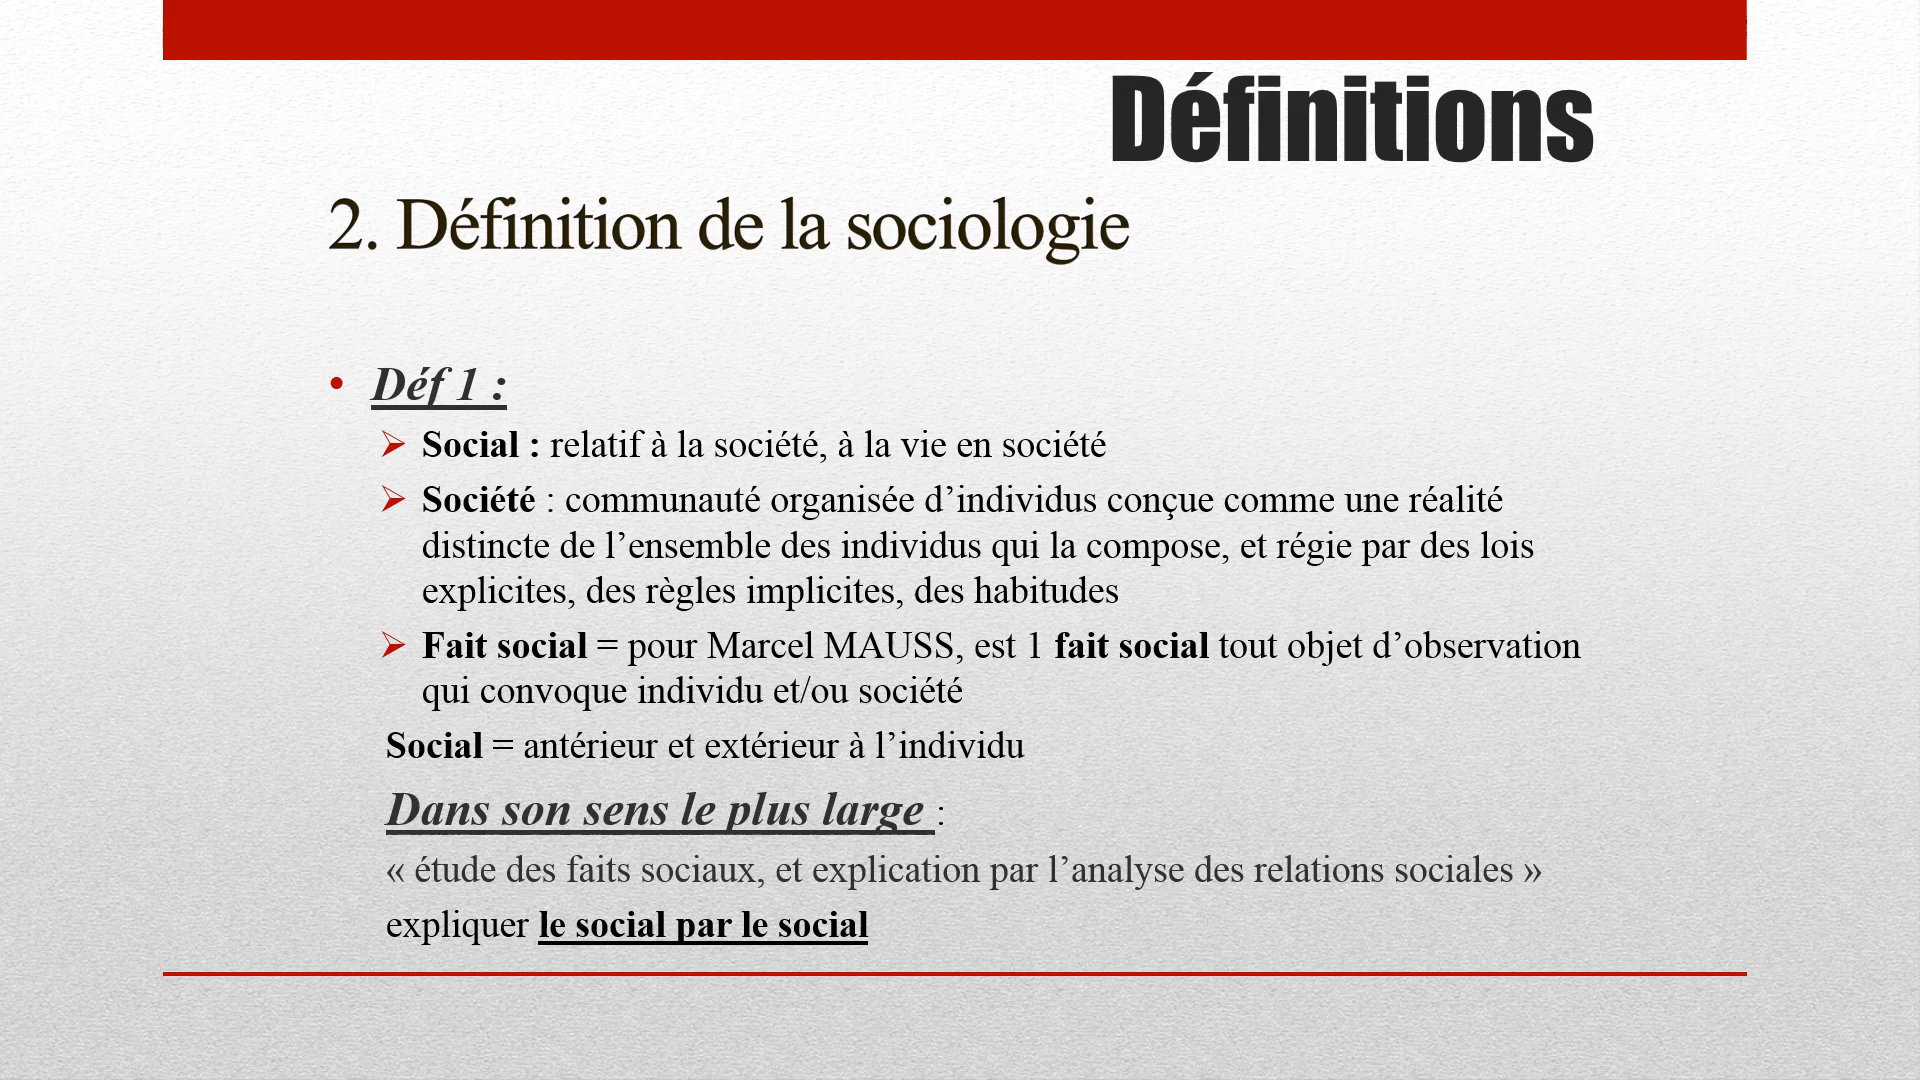 Définitions
2. Définition de la sociologie
• Déf 1 :
➢ Social : relatif à la société, à la vie en société
➢ Société : communauté organisée d’individus conçue comme une réalité
distincte de l’ensemble des individus qui la compose, et régie par des lois
explicites, des règles implicites, des habitudes
➢ Fait social = pour Marcel MAUSS, est 1 fait social tout objet d’observation
qui convoque individu et/ou société
Social = antérieur et extérieur à l’individu
Dans son sens le plus large :
« étude des faits sociaux, et explication par l’analyse des relations sociales »
expliquer le social par le social